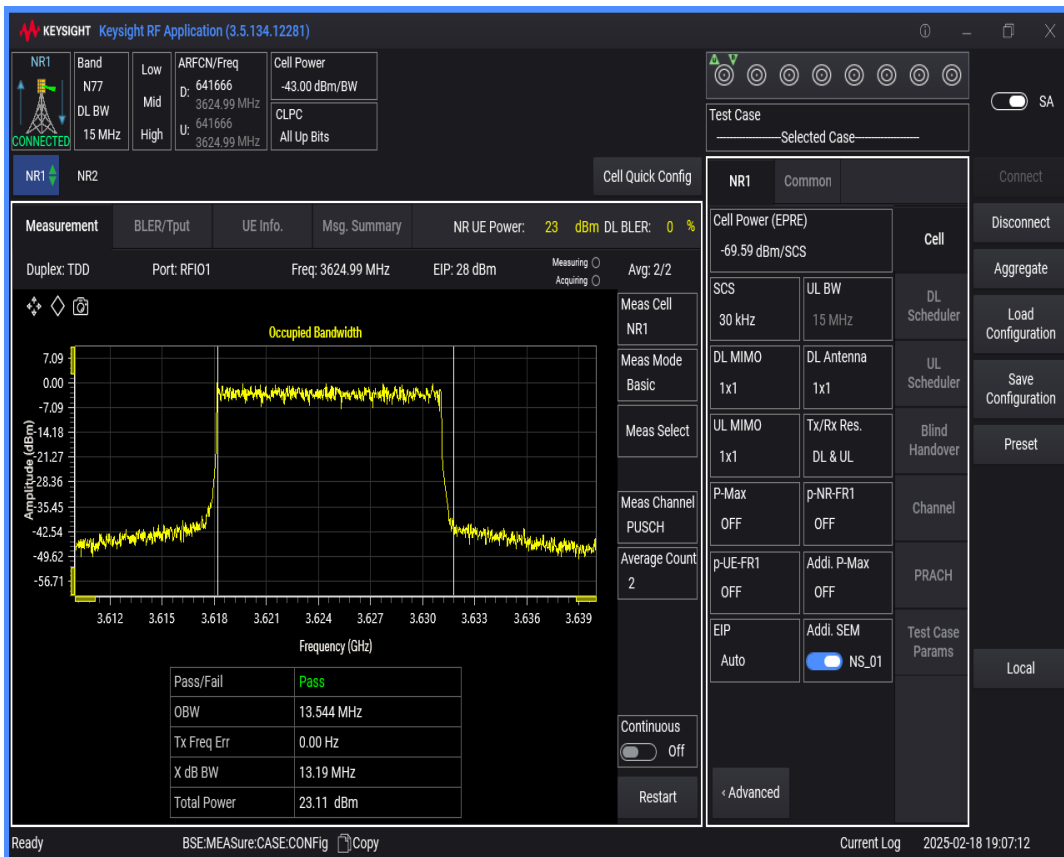 KEYSIGHT Keysight RF Application (3.5.134.12281)
NR1
CONNECTED
Band
N77
DL BW
15 MHz
Low
Mid
High
ARFCN/Freq
D: 641666
3624.99 MHz
U: 641666
3624.99 MHz
Cell Power
-43.00 dBm/BW
CLPC
All Up Bits
Test Case
--------------------Selected Case--------------------
SA
NR1 NR2 Cell Quick Config
Measurement BLER/Tput UE Info. Msg. Summary NR UE Power: 23 dBm DL BLER: 0 %
Duplex: TDD Port: RFIO1 Freq: 3624.99 MHz EIP: 28 dBm Measuring Avg: 2/2
Acquiring
Occupied Bandwidth
Amplitude (dBm)
7.09
0.00
-7.09
-14.18
-21.27
-28.36
-35.45
-42.54
-49.62
-56.71
3.612 3.615 3.618 3.621 3.624 3.627 3.630 3.633 3.636 3.639
Frequency (GHz)
Pass/Fail Pass
OBW 13.544 MHz
Tx Freq Err 0.00 Hz
X dB BW 13.19 MHz
Total Power 23.11 dBm
Meas Cell
NR1
Meas Mode
Basic
Meas Select
Meas Channel
PUSCH
Average Count
2
Continuous
Off
Restart
NR1 Common
Cell Power (EPRE)
-69.59 dBm/SCS
SCS
30 kHz
UL BW
15 MHz
DL MIMO
1x1
DL Antenna
1x1
UL MIMO
1x1
Tx/Rx Res.
DL & UL
P-Max
OFF
p-NR-FR1
OFF
p-UE-FR1
OFF
Addi. P-Max
OFF
EIP
Auto
Addi. SEM
NS_01
‹ Advanced
Cell
DL
Scheduler
UL
Scheduler
Blind
Handover
Channel
PRACH
Test Case
Params
Connect
Disconnect
Aggregate
Load
Configuration
Save
Configuration
Preset
Local
Ready BSE:MEASure:CASE:CONFig Copy Current Log 2025-02-18 19:07:12